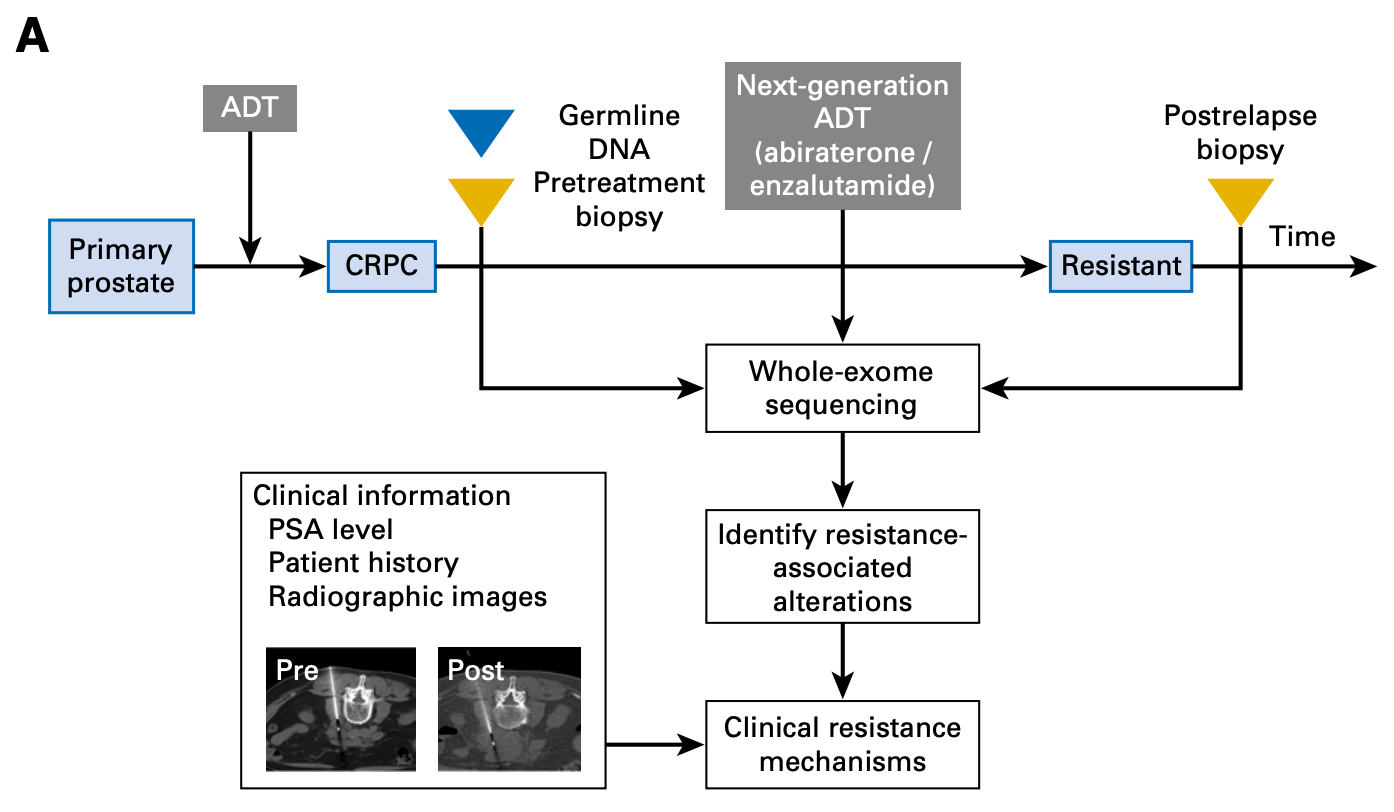 A
ADT
Germline
DNA
Pretreatment
biopsy
Next-generation
ADT
(abiraterone /
enzalutamide)
Postrelapse
biopsy
Time
Primary
prostate
CRPC
Resistant
Whole-exome
sequencing
Identify resistance-
associated
alterations
Clinical information
PSA level
Patient history
Radiographic images
Pre
Post
Clinical resistance
mechanisms